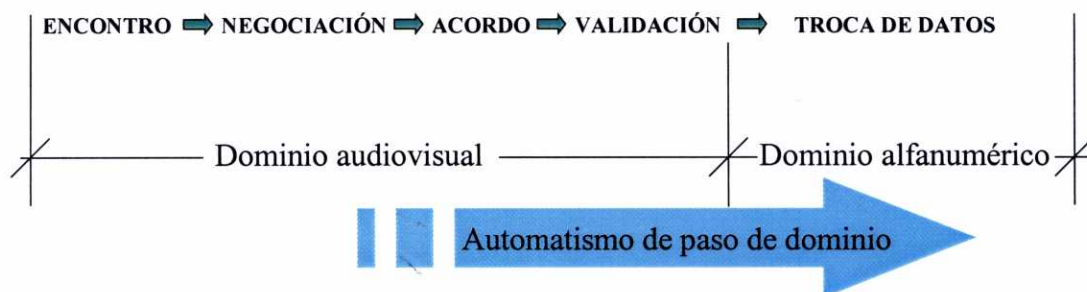 ENCONTRO NEGOCIACIÓN ACORDO VALIDACIÓN TROCA DE DATOS
Dominio audiovisual Dominio alfanumérico
Automatismo de paso de dominio